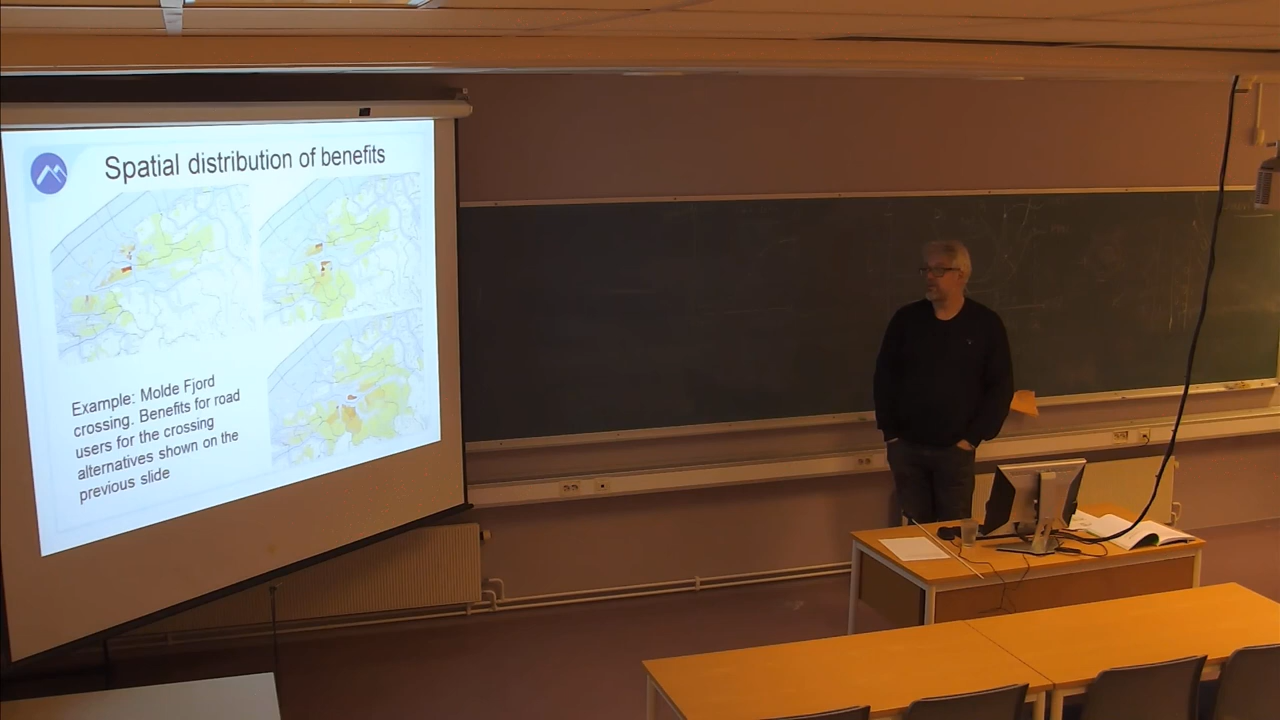 Spatial distribution of benefits
Example: Molde Fjord
crossing. Benefits for road
users for the crossing
alternatives shown on the
previous slide